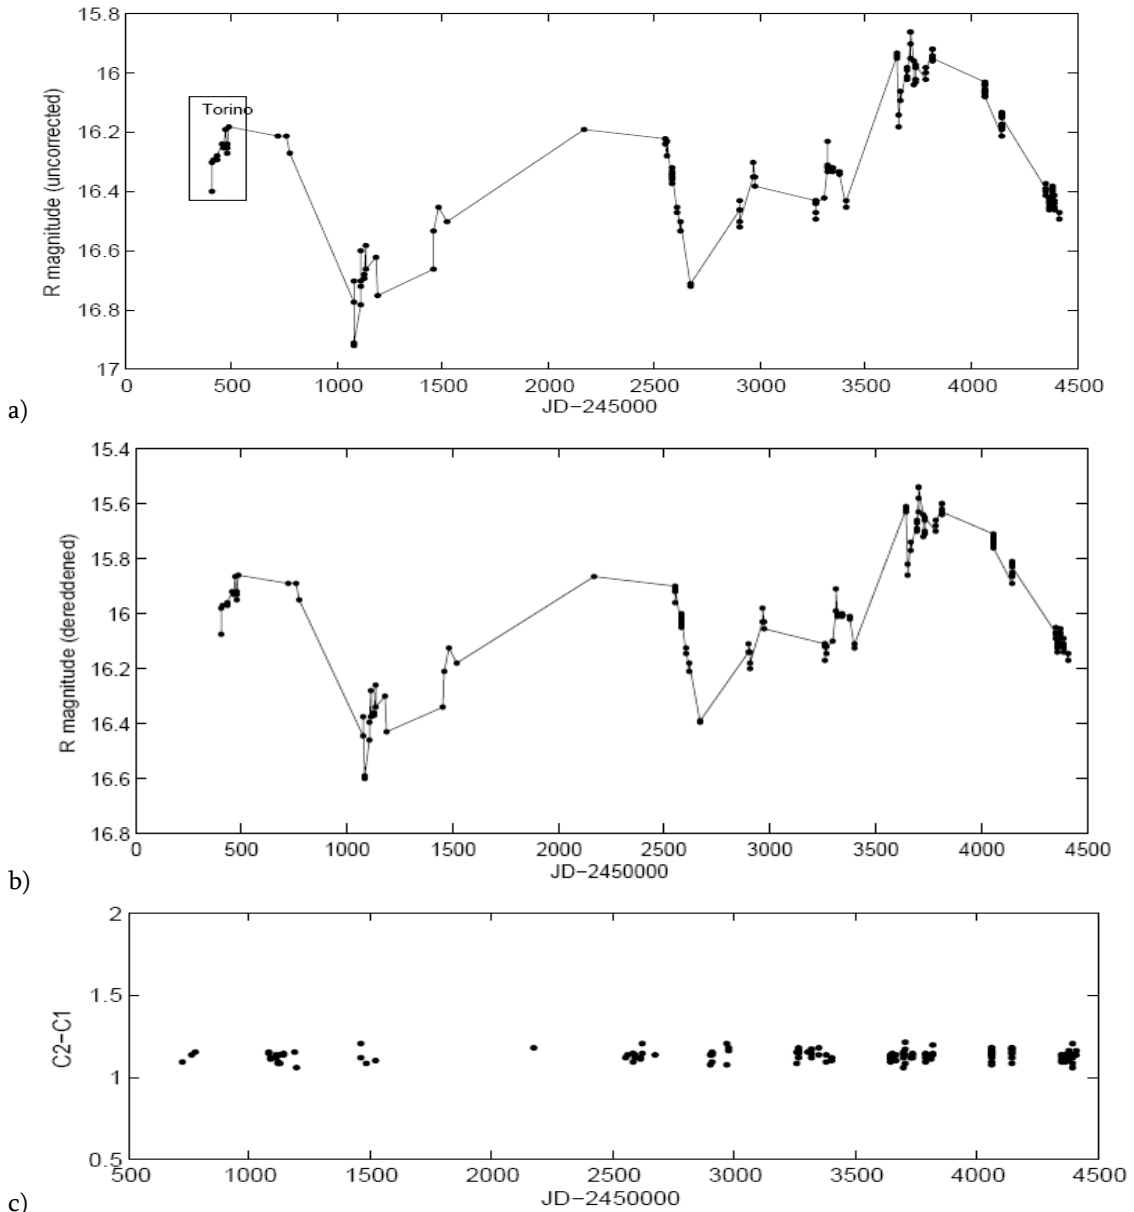 15.8
Torino
16
16.2
16.4
16.6
16.8
17
R magnitude (uncorrected)
0 500 1000 1500 2000 2500 3000 3500 4000 4500
JD-245000
a)
15.4
15.6
15.8
16
16.2
16.4
16.6
16.8
R magnitude (dereddened)
0 500 1000 1500 2000 2500 3000 3500 4000 4500
JD-2450000
b)
2
1.5
1
0.5
C2-C1
500 1000 1500 2000 2500 3000 3500 4000 4500
JD-2450000
c)